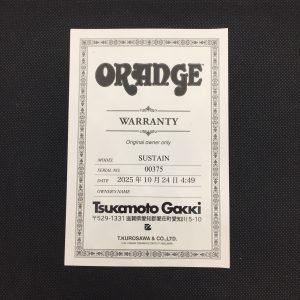 ORANGE
WARRANTY
Original owner only
MODEL SUSTAIN
SERIAL NO. 00375
DATE 2025 年 10 月 24 日 4:49
OWNER'S NAME
Tsukamoto Gakki
〒529-1331 滋賀県愛知郡愛荘町愛知川 5-10
T.KUROSAWA & CO.,LTD.